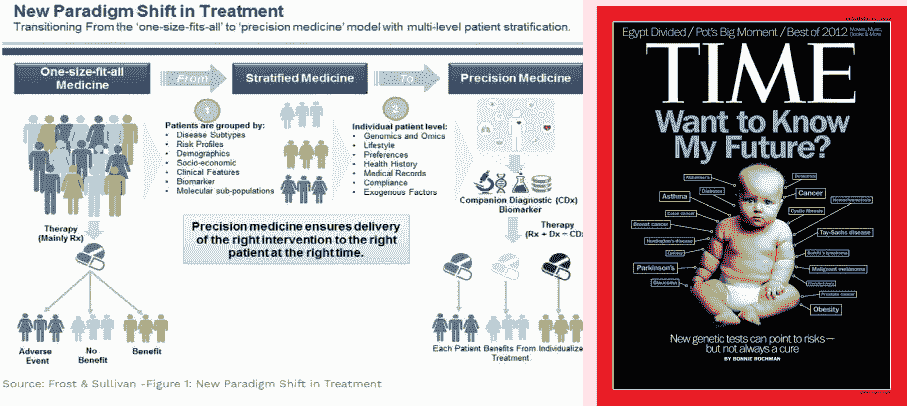 New Paradigm Shift in Treatment
Transitioning From the 'one-size-fits-all' to 'precision medicine' model with multi-level patient stratification.
One-size-fit-all
Medicine
From
Stratified Medicine
To
Precision Medicine
1
Patients are grouped by:
• Disease Subtypes
• Risk Profiles
• Demographics
• Socio-economic
• Clinical Features
• Biomarker
• Molecular sub-populations
2
Individual patient level:
• Genomics and Omics
• Lifestyle
• Preferences
• Health History
• Medical Records
• Compliance
• Exogenous Factors
Companion Diagnostic (CDx)
Biomarker
Precision medicine ensures delivery
of the right intervention to the right
patient at the right time.
Therapy
(Mainly Rx)
Therapy
(Rx + Dx = CDx
Adverse
Event
No
Benefit
Benefit
Each Patient Benefits From Individualize
Treatment
Source: Frost & Sullivan -Figure 1: New Paradigm Shift in Treatment
Egypt Divided / Pot's Big Moment / Best of 2012 Movies, Music, Books & More
TIME
Want to Know
My Future?
Alzheimer's
Diabetes
Asthma
Colon cancer
Breast cancer
Huntington's disease
Parkinson's
Glaucoma
Cancer
Cystic fibrosis
Tay-Sachs disease
Malignant melanoma
Prostate cancer
Obesity
New genetic tests can point to risks—
but not always a cure
BY BONNIE ROCHMAN